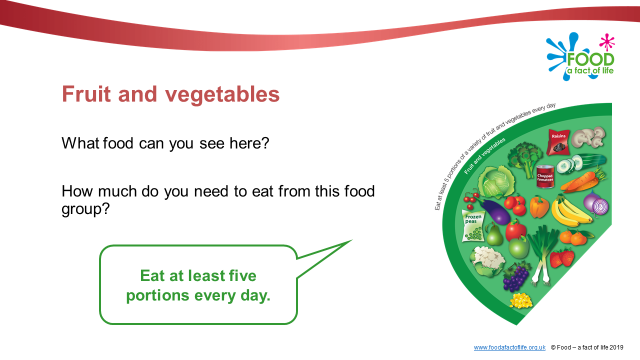 FOOD
a fact of life
Fruit and vegetables
What food can you see here?
How much do you need to eat from this food
group?
Eat at least five
portions every day.
Eat at least 5 portions of a variety of fruit and vegetables every day
Fruit and vegetables
Raisins
Chopped
tomatoes
Frozen
peas
www.foodafactoflife.org.uk © Food – a fact of life 2019